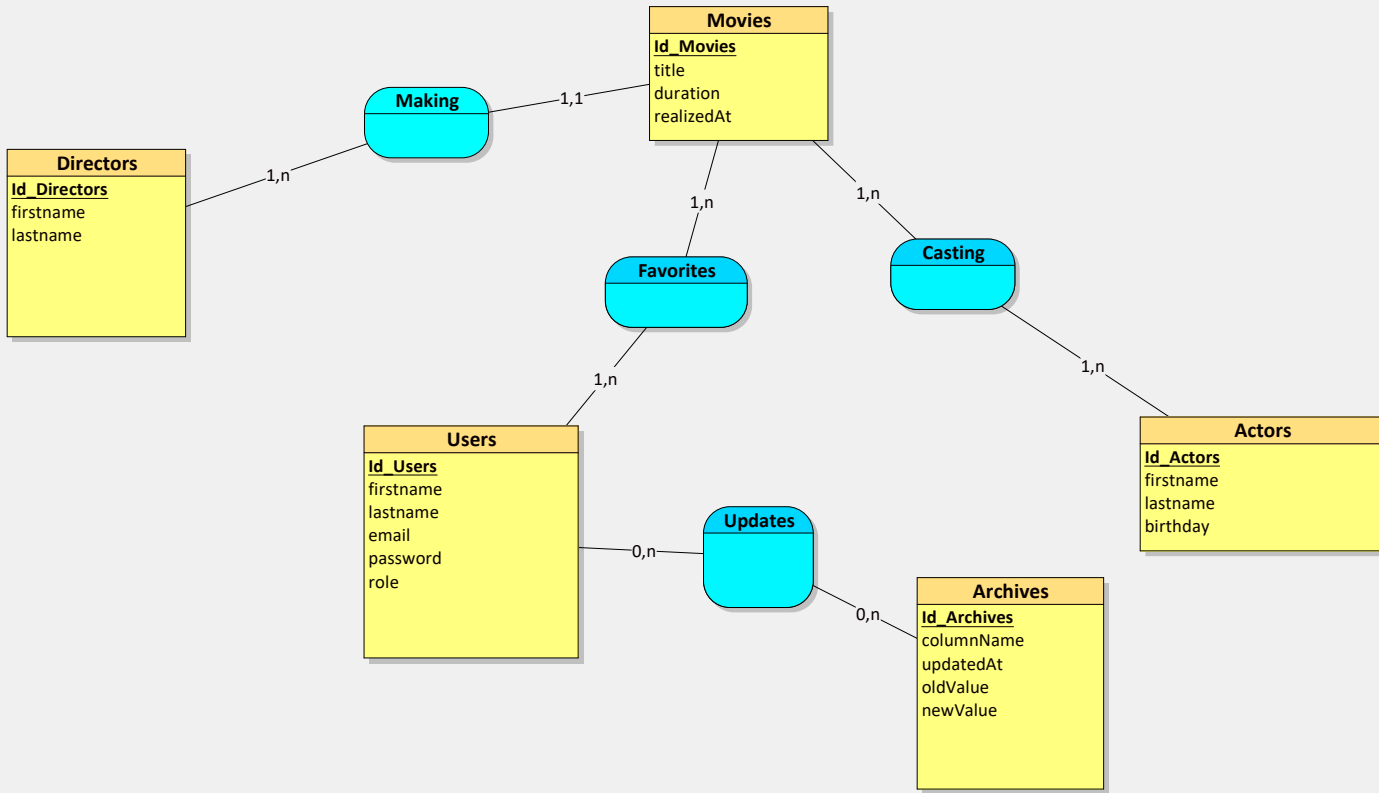 Movies
Id_Movies
title
duration
realizedAt
Making
1,1
Directors
Id_Directors
firstname
lastname
1,n
1,n
1,n
Favorites
Casting
1,n
1,n
Users
Id_Users
firstname
lastname
email
password
role
Actors
Id_Actors
firstname
lastname
birthday
Updates
0,n
0,n
Archives
Id_Archives
columnName
updatedAt
oldValue
newValue